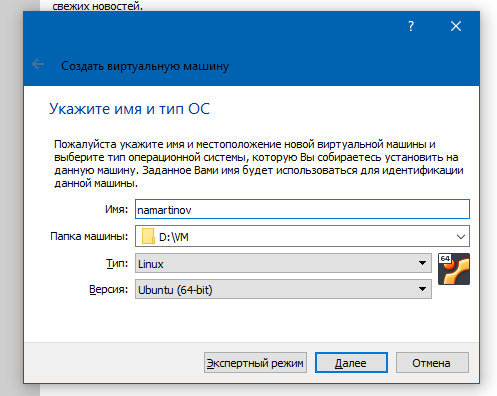 свежих новостей.
?
Создать виртуальную машину
Укажите имя и тип ОС
Пожалуйста укажите имя и местоположение новой виртуальной машины и
выберите тип операционной системы, которую Вы собираетесь установить на
данную машину. Заданное Вами имя будет использоваться для идентификации
данной машины.
Имя: namartinov
Папка машины: D:\VM
Тип: Linux
64
Версия: Ubuntu (64-bit)
Экспертный режим Далее Отмена